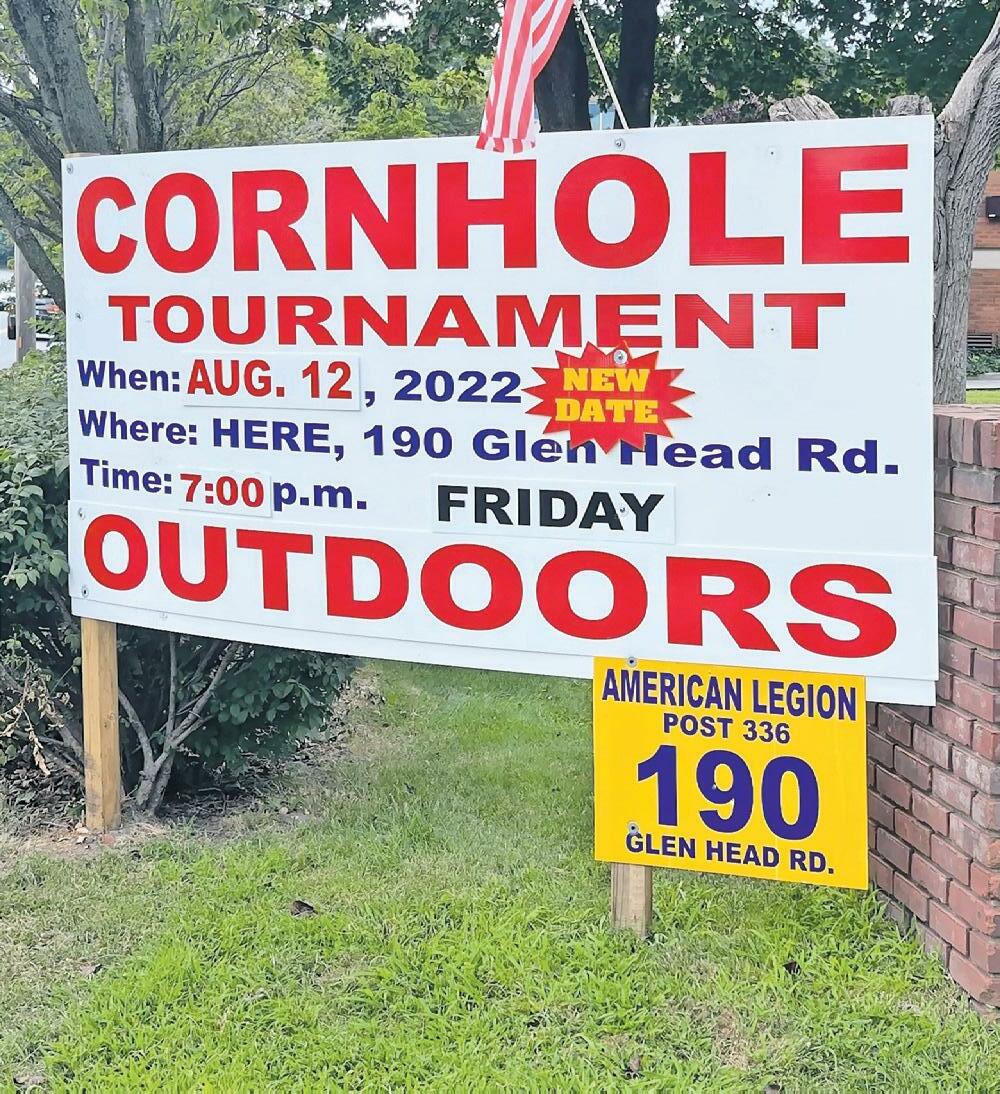 CORNHOLE
TOURNAMENT
When: AUG. 12, 2022
NEW
DATE
Where: HERE, 190 Glen Head Rd.
Time: 7:00 p.m. FRIDAY
OUTDOORS
AMERICAN LEGION
POST 336
190
GLEN HEAD RD.